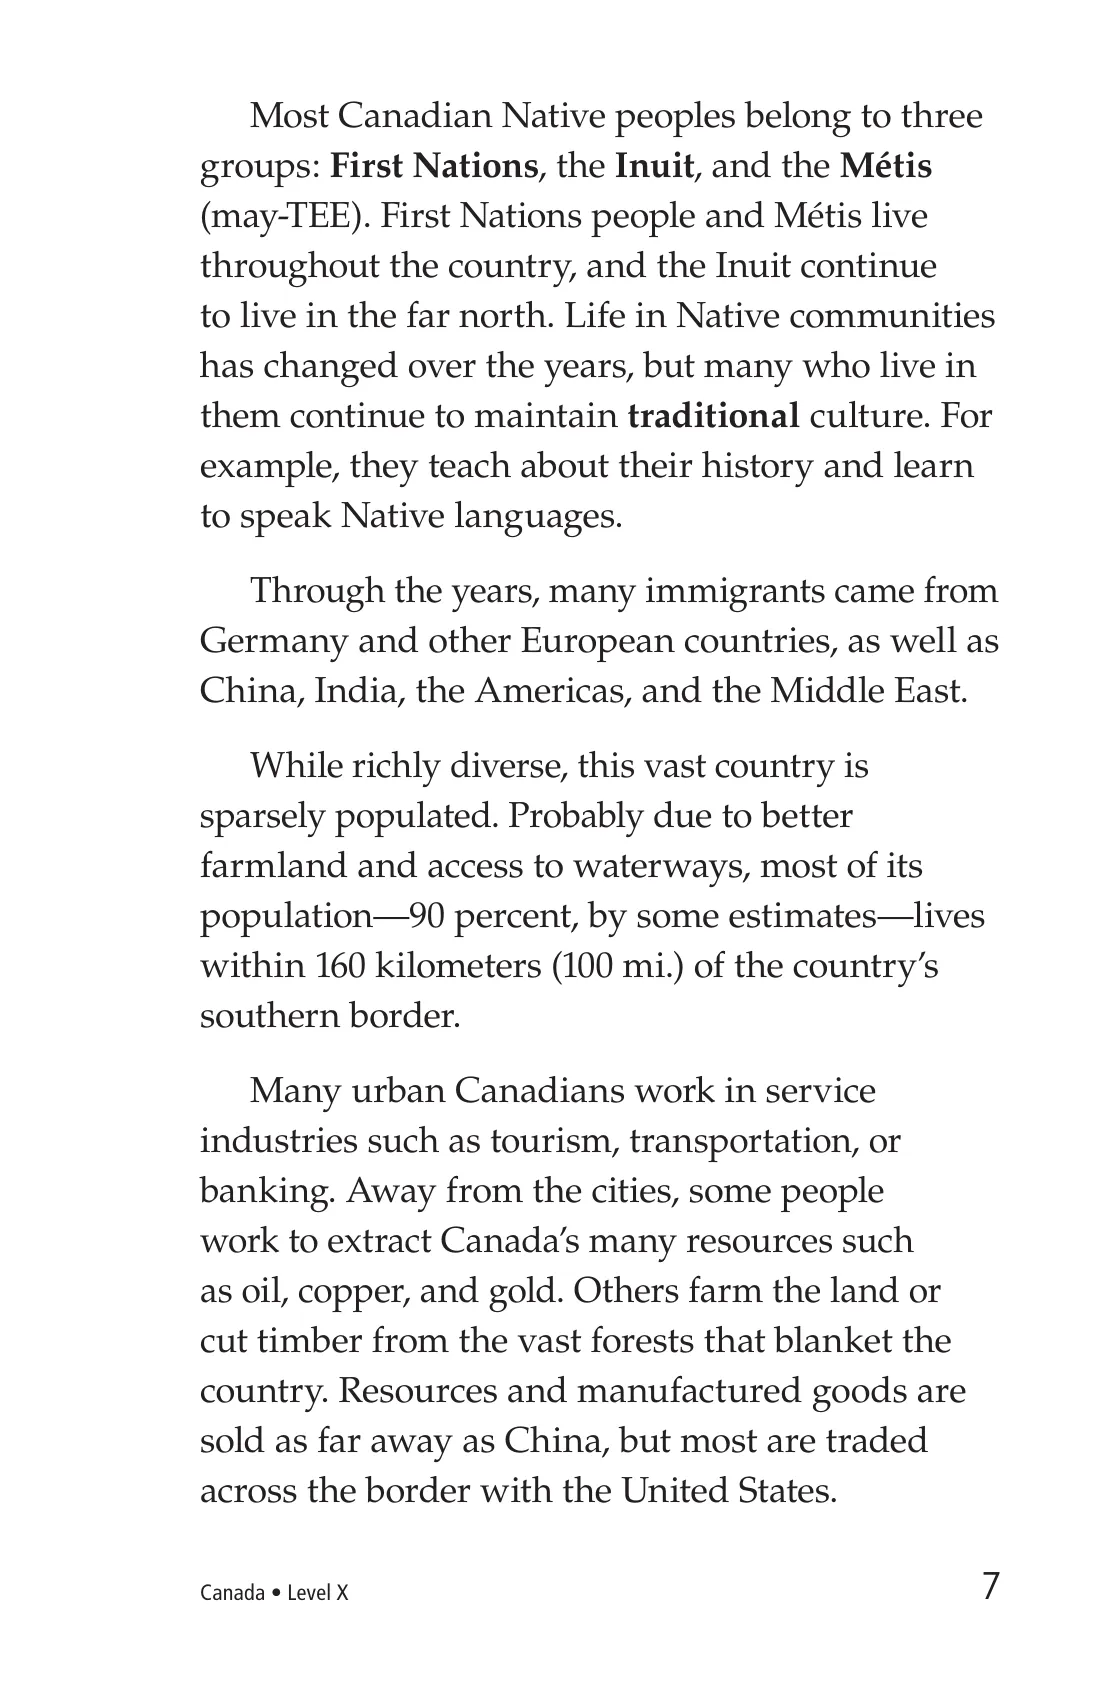 Most Canadian Native peoples belong to three
groups: First Nations, the Inuit, and the Métis
(may-TEE). First Nations people and Métis live
throughout the country, and the Inuit continue
to live in the far north. Life in Native communities
has changed over the years, but many who live in
them continue to maintain traditional culture. For
example, they teach about their history and learn
to speak Native languages.
Through the years, many immigrants came from
Germany and other European countries, as well as
China, India, the Americas, and the Middle East.
While richly diverse, this vast country is
sparsely populated. Probably due to better
farmland and access to waterways, most of its
population—90 percent, by some estimates—lives
within 160 kilometers (100 mi.) of the country’s
southern border.
Many urban Canadians work in service
industries such as tourism, transportation, or
banking. Away from the cities, some people
work to extract Canada’s many resources such
as oil, copper, and gold. Others farm the land or
cut timber from the vast forests that blanket the
country. Resources and manufactured goods are
sold as far away as China, but most are traded
across the border with the United States.
Canada • Level X 7